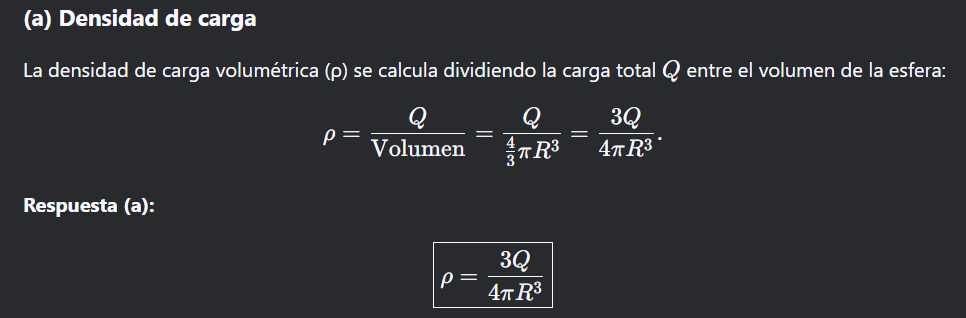 (a) Densidad de carga
La densidad de carga volumétrica (ρ) se calcula dividiendo la carga total Q entre el volumen de la esfera:
ρ = Q/Volumen = Q/(4/3 πR³) = 3Q/(4πR³).
Respuesta (a):
ρ = 3Q/(4πR³)